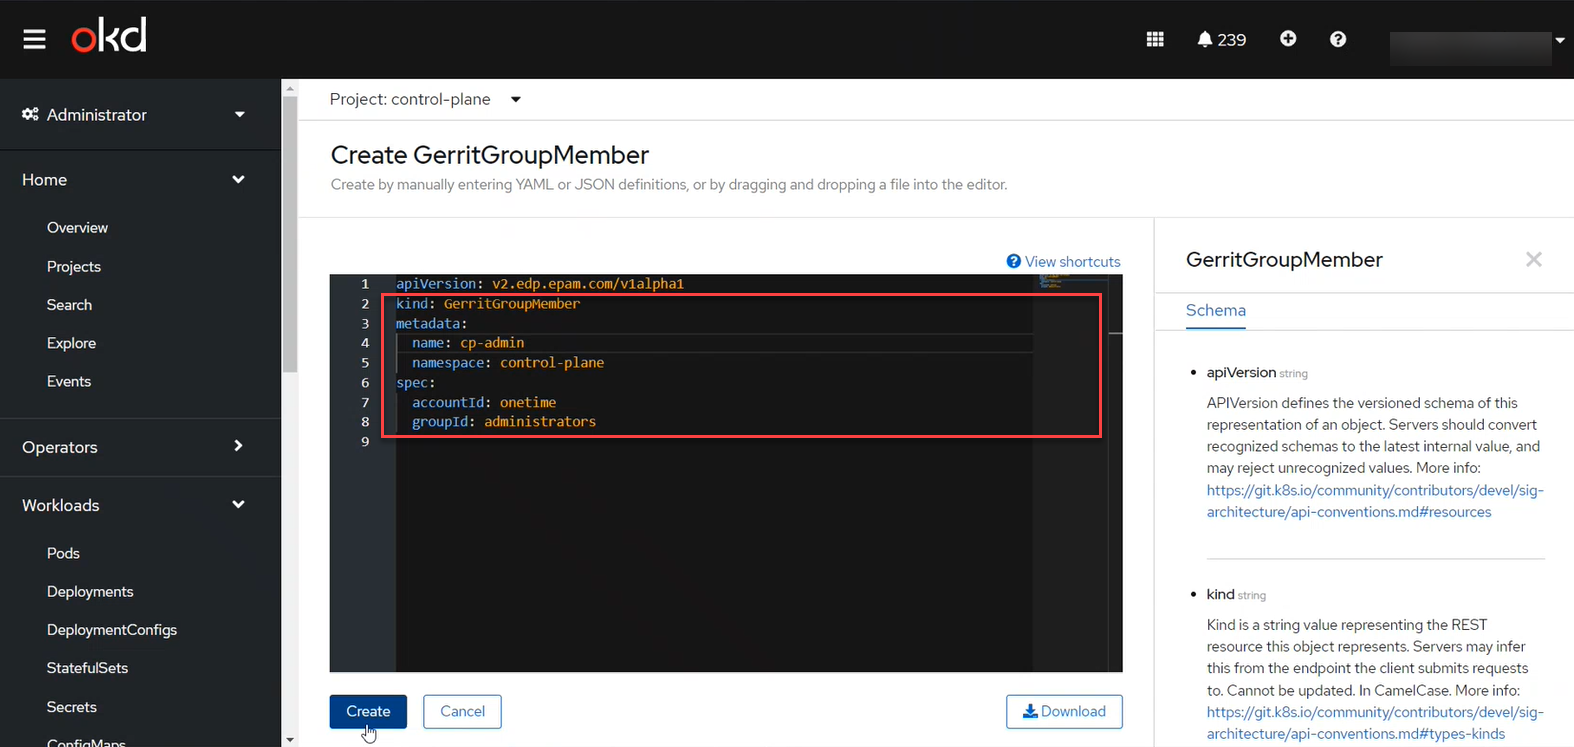 okd
239
Administrator
Home
Overview
Projects
Search
Explore
Events
Operators
Workloads
Pods
Deployments
DeploymentConfigs
StatefulSets
Secrets
ConfigMaps
Project: control-plane
Create GerritGroupMember
Create by manually entering YAML or JSON definitions, or by dragging and dropping a file into the editor.
View shortcuts
1 apiVersion: v2.edp.epam.com/v1alpha1
2 kind: GerritGroupMember
3 metadata:
4 name: cp-admin
5 namespace: control-plane
6 spec:
7 accountId: onetime
8 groupId: administrators
9
Create
Cancel
Download
GerritGroupMember
Schema
• apiVersion string
APIVersion defines the versioned schema of this
representation of an object. Servers should convert
recognized schemas to the latest internal value, and
may reject unrecognized values. More info:
https://git.k8s.io/community/contributors/devel/sig-
architecture/api-conventions.md#resources
• kind string
Kind is a string value representing the REST
resource this object represents. Servers may infer
this from the endpoint the client submits requests
to. Cannot be updated. In CamelCase. More info:
https://git.k8s.io/community/contributors/devel/sig-
architecture/api-conventions.md#types-kinds